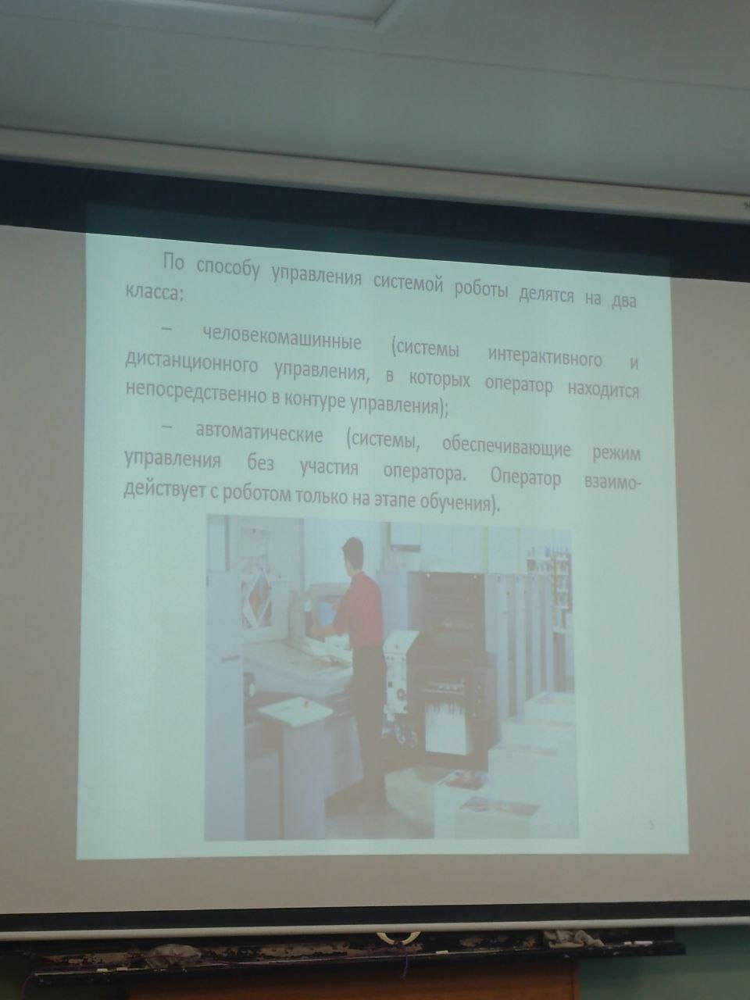 По способу управления системой роботы делятся на два
класса:
– человекомашинные (системы интерактивного и
дистанционного управления, в которых оператор находится
непосредственно в контуре управления);
– автоматические (системы, обеспечивающие режим
управления без участия оператора. Оператор взаимо-
действует с роботом только на этапе обучения).
5